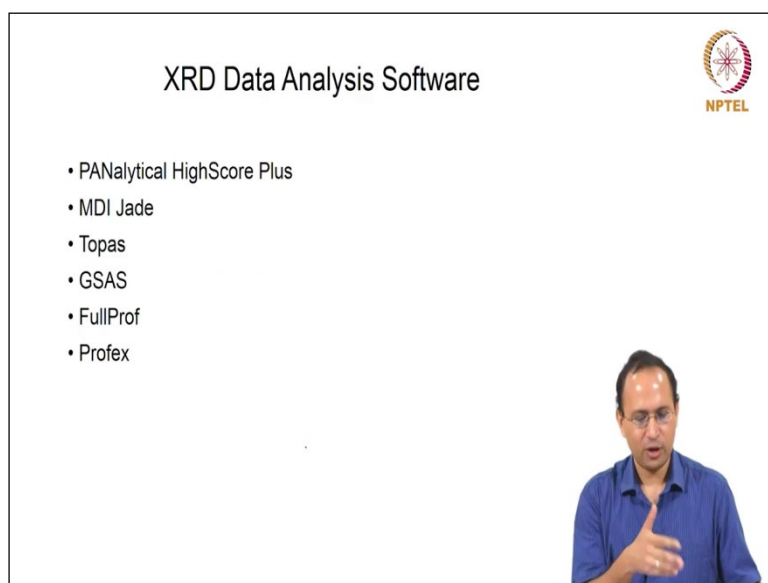 XRD Data Analysis Software
NPTEL
• PANalytical HighScore Plus
• MDI Jade
• Topas
• GSAS
• FullProf
• Profex